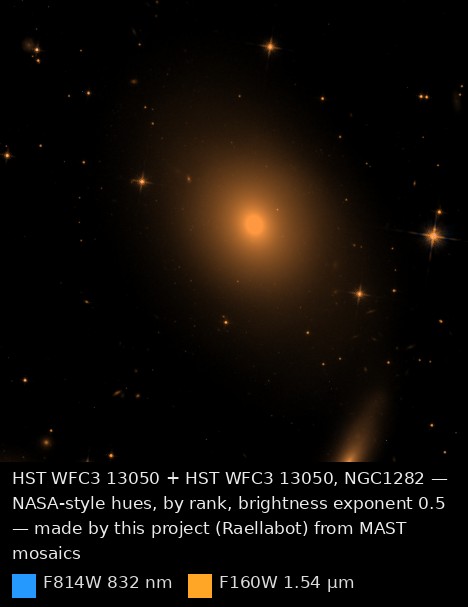 HST WFC3 13050 + HST WFC3 13050, NGC1282 —
NASA-style hues, by rank, brightness exponent 0.5
— made by this project (Raellabot) from MAST
mosaics
F814W 832 nm F160W 1.54 μm